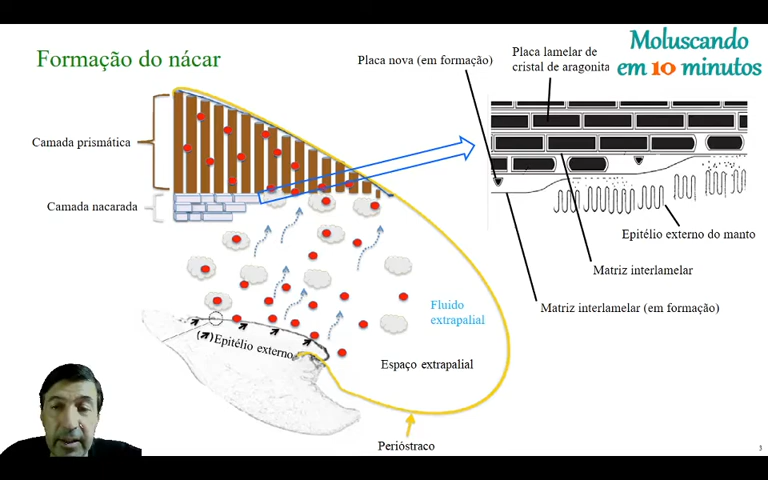 Formação do nácar
Moluscando
em 10 minutos
Placa nova (em formação)
Placa lamelar de
cristal de aragonita
Camada prismática
Camada nacarada
Epitélio externo do manto
Matriz interlamelar
Matriz interlamelar (em formação)
Fluido
extrapalial
(➚) Epitélio externo
Espaço extrapalial
Perióstraco
3